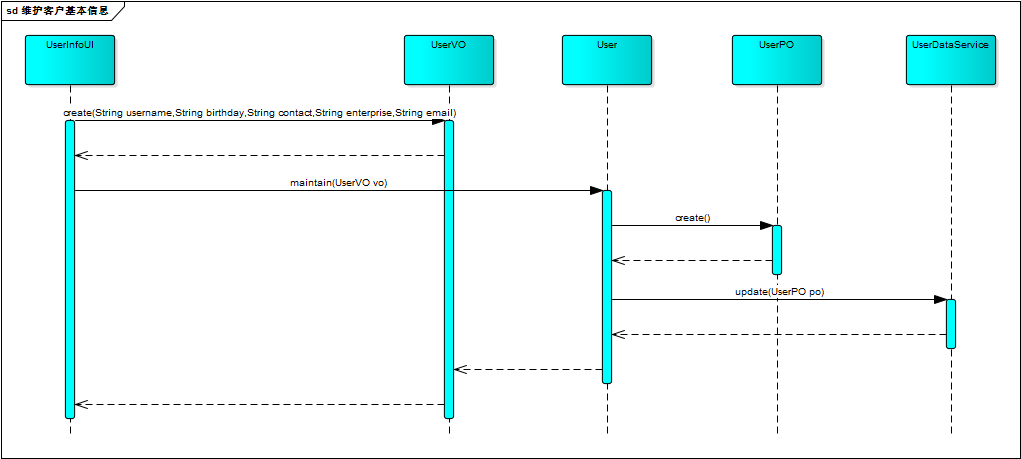 sd 维护客户基本信息
UserInfoUI
UserVO
User
UserPO
UserDataService
create(String username,String birthday,String contact,String enterprise,String email)
maintain(UserVO vo)
create()
update(UserPO po)